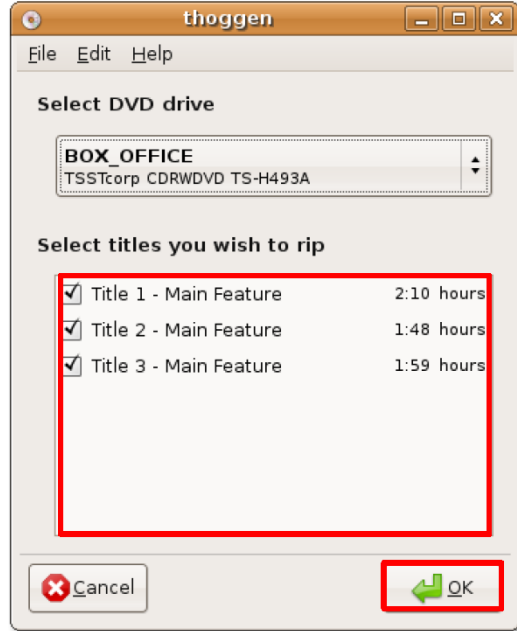 thoggen
File Edit Help
Select DVD drive
BOX_OFFICE
TSSTcorp CDRWDVD TS-H493A
Select titles you wish to rip
Title 1 - Main Feature 2:10 hours
Title 2 - Main Feature 1:48 hours
Title 3 - Main Feature 1:59 hours
Cancel OK